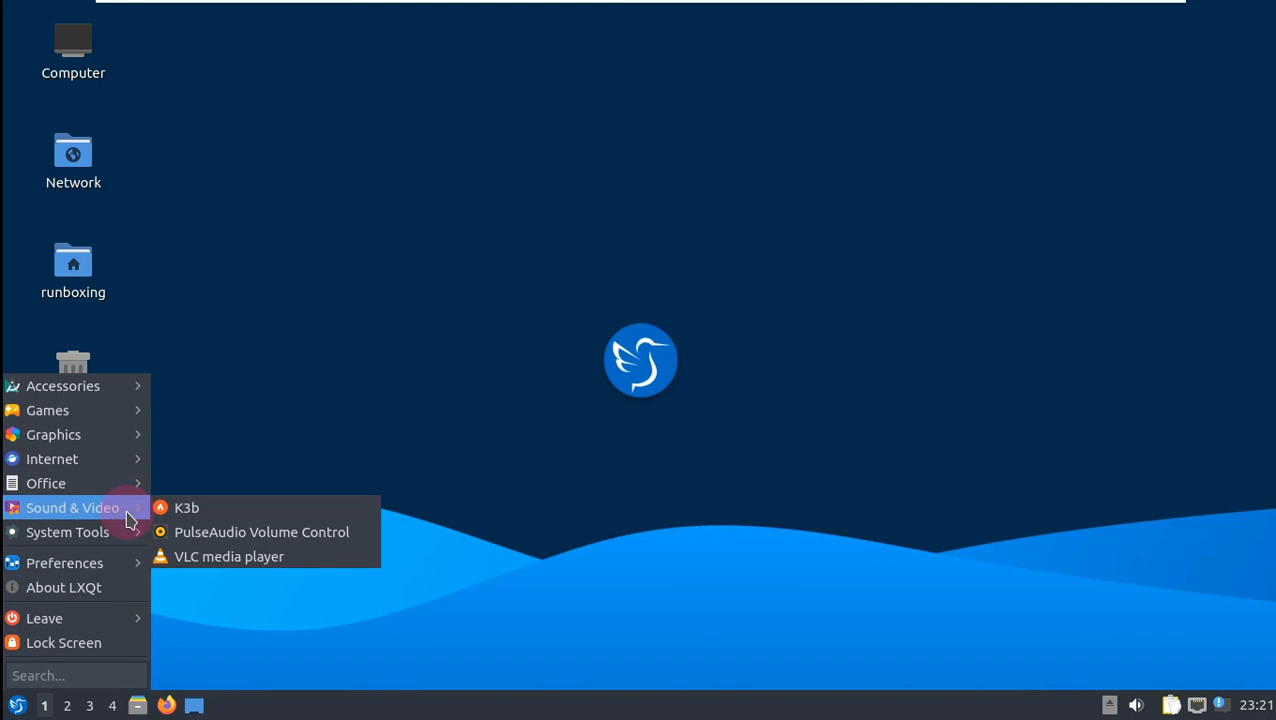 Computer
Network
runboxing
Accessories
Games
Graphics
Internet
Office
Sound & Video
System Tools
Preferences
About LXQt
Leave
Lock Screen
Search...
K3b
PulseAudio Volume Control
VLC media player
1 2 3 4
23:21